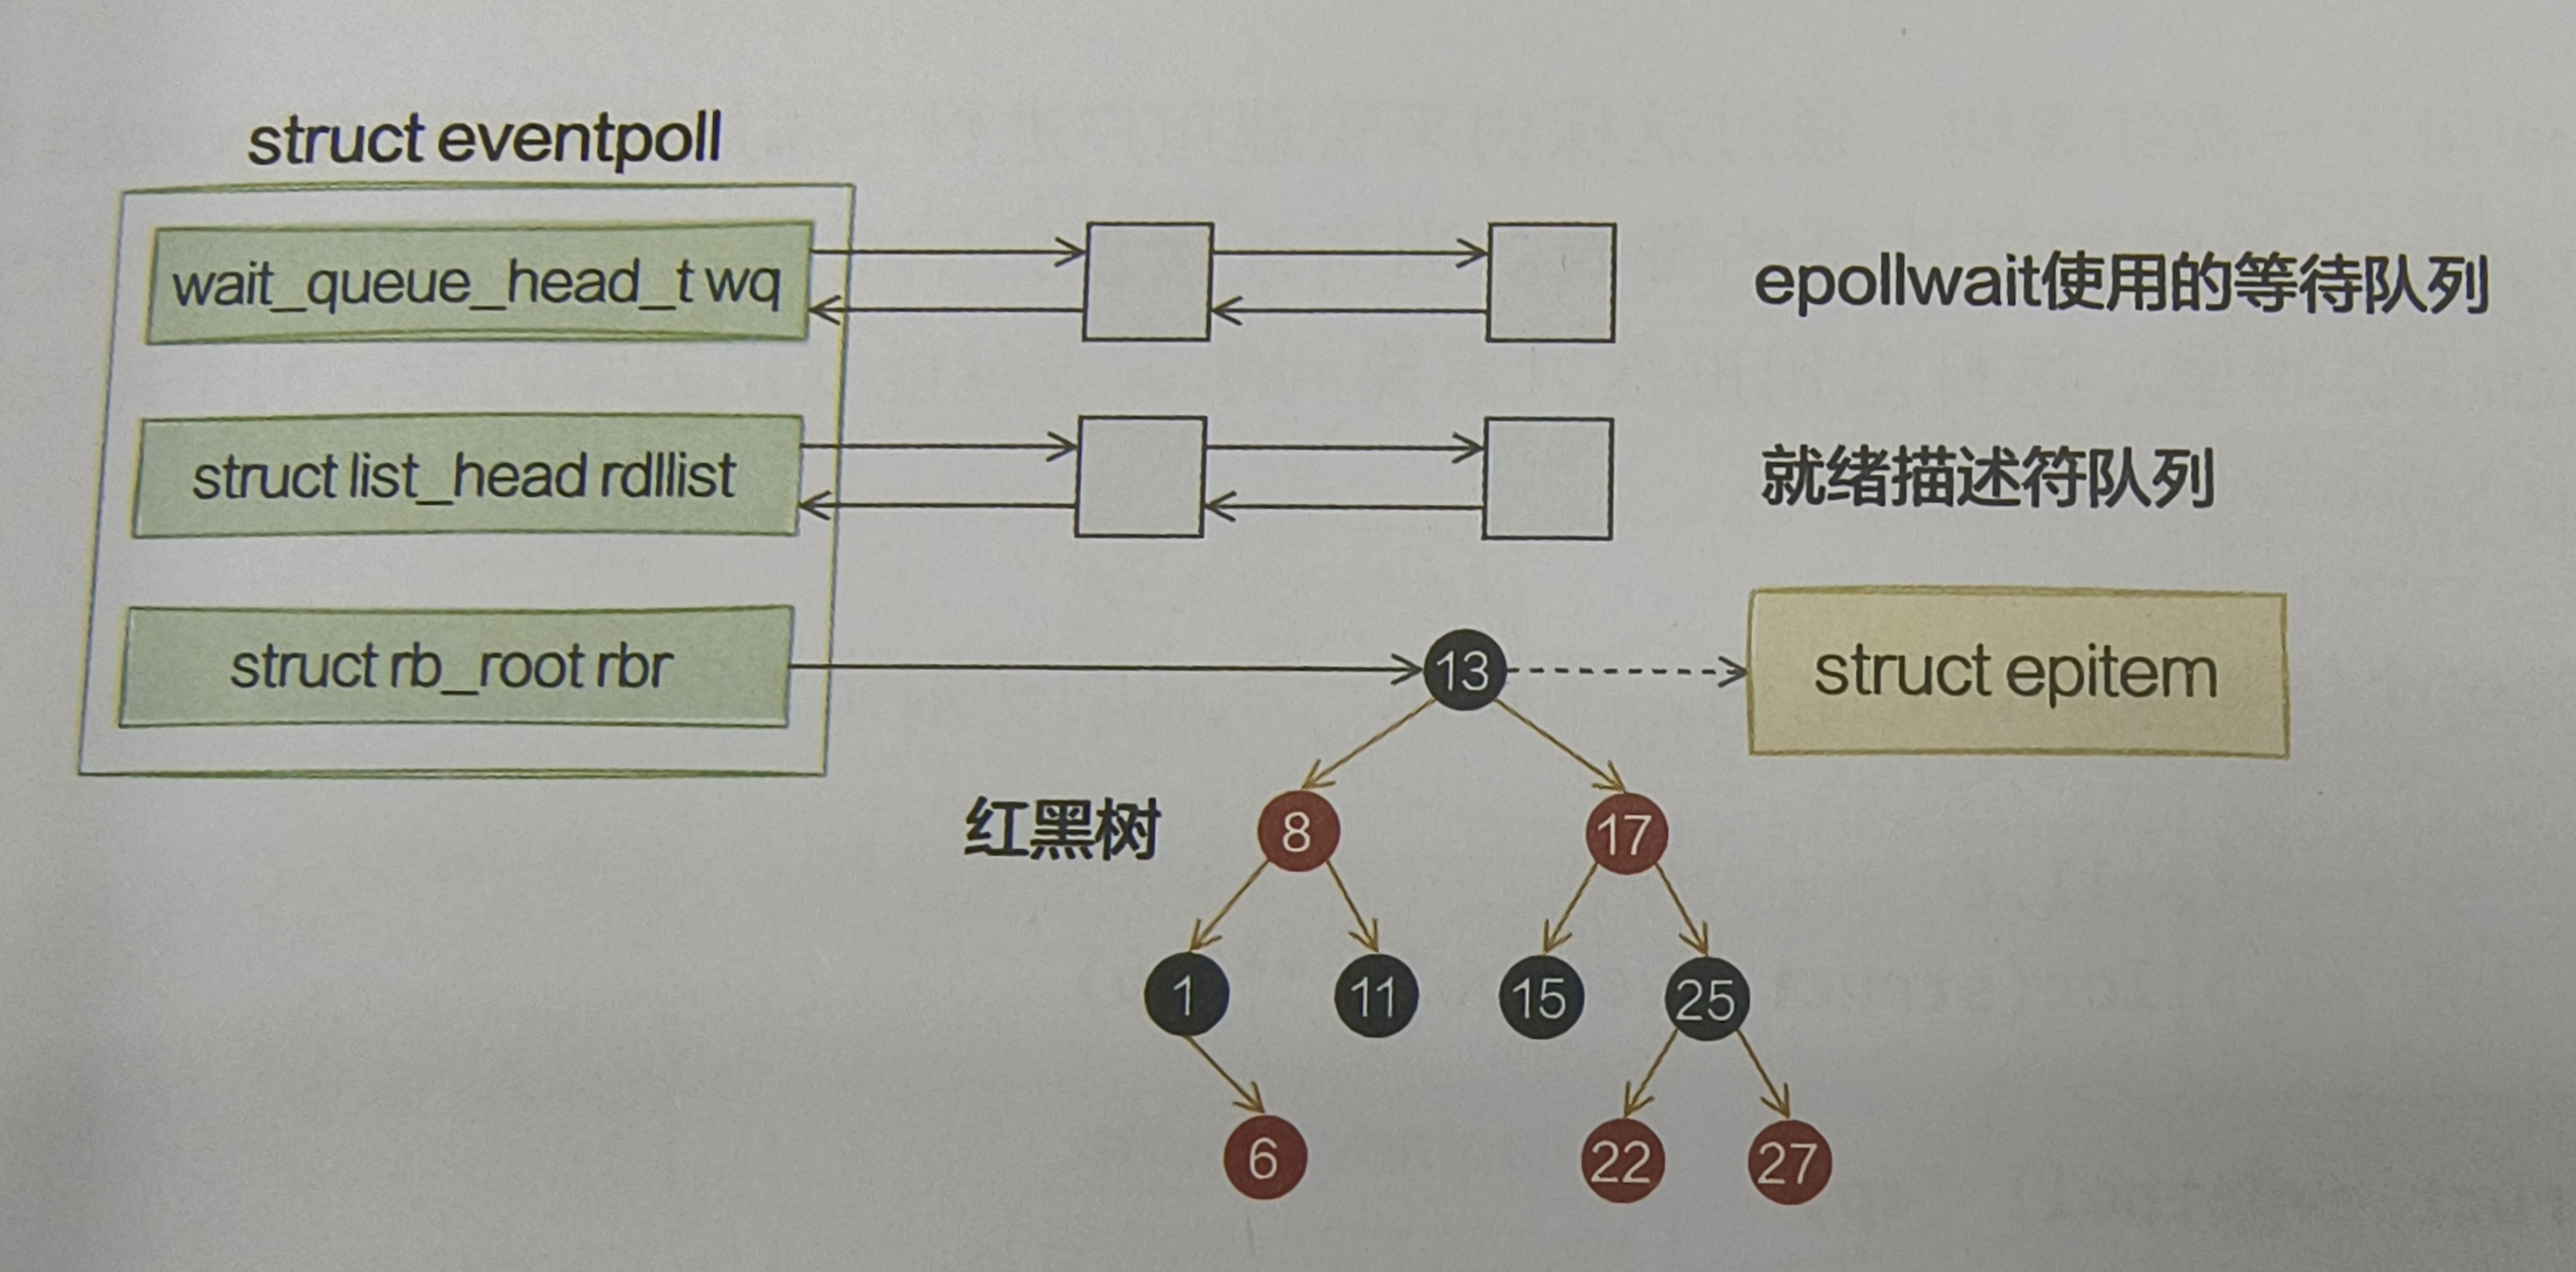 struct eventpoll
wait_queue_head_t wq
epollwait使用的等待队列
struct list_head rdllist
就绪描述符队列
struct rb_root rbr
13
struct epitem
红黑树
8
17
1
11
15
25
6
22
27